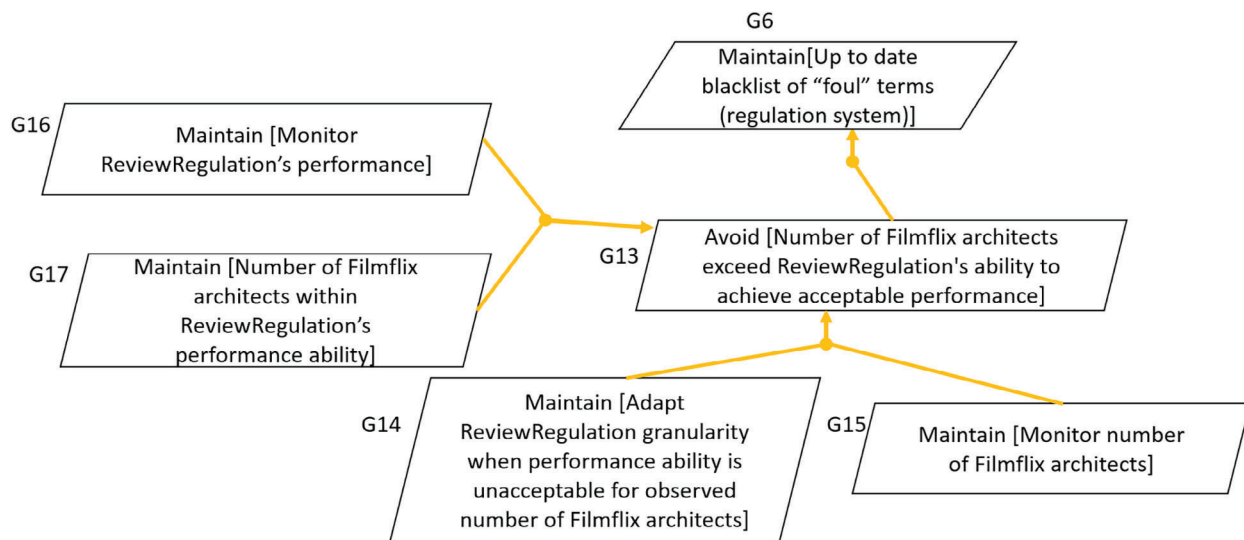 G6
Maintain[Up to date
blacklist of “foul” terms
(regulation system)]
G16
Maintain [Monitor
ReviewRegulation’s performance]
G17
Maintain [Number of Filmflix
architects within
ReviewRegulation’s
performance ability]
G13
Avoid [Number of Filmflix architects
exceed ReviewRegulation's ability to
achieve acceptable performance]
G14
Maintain [Adapt
ReviewRegulation granularity
when performance ability is
unacceptable for observed
number of Filmflix architects]
G15
Maintain [Monitor number
of Filmflix architects]